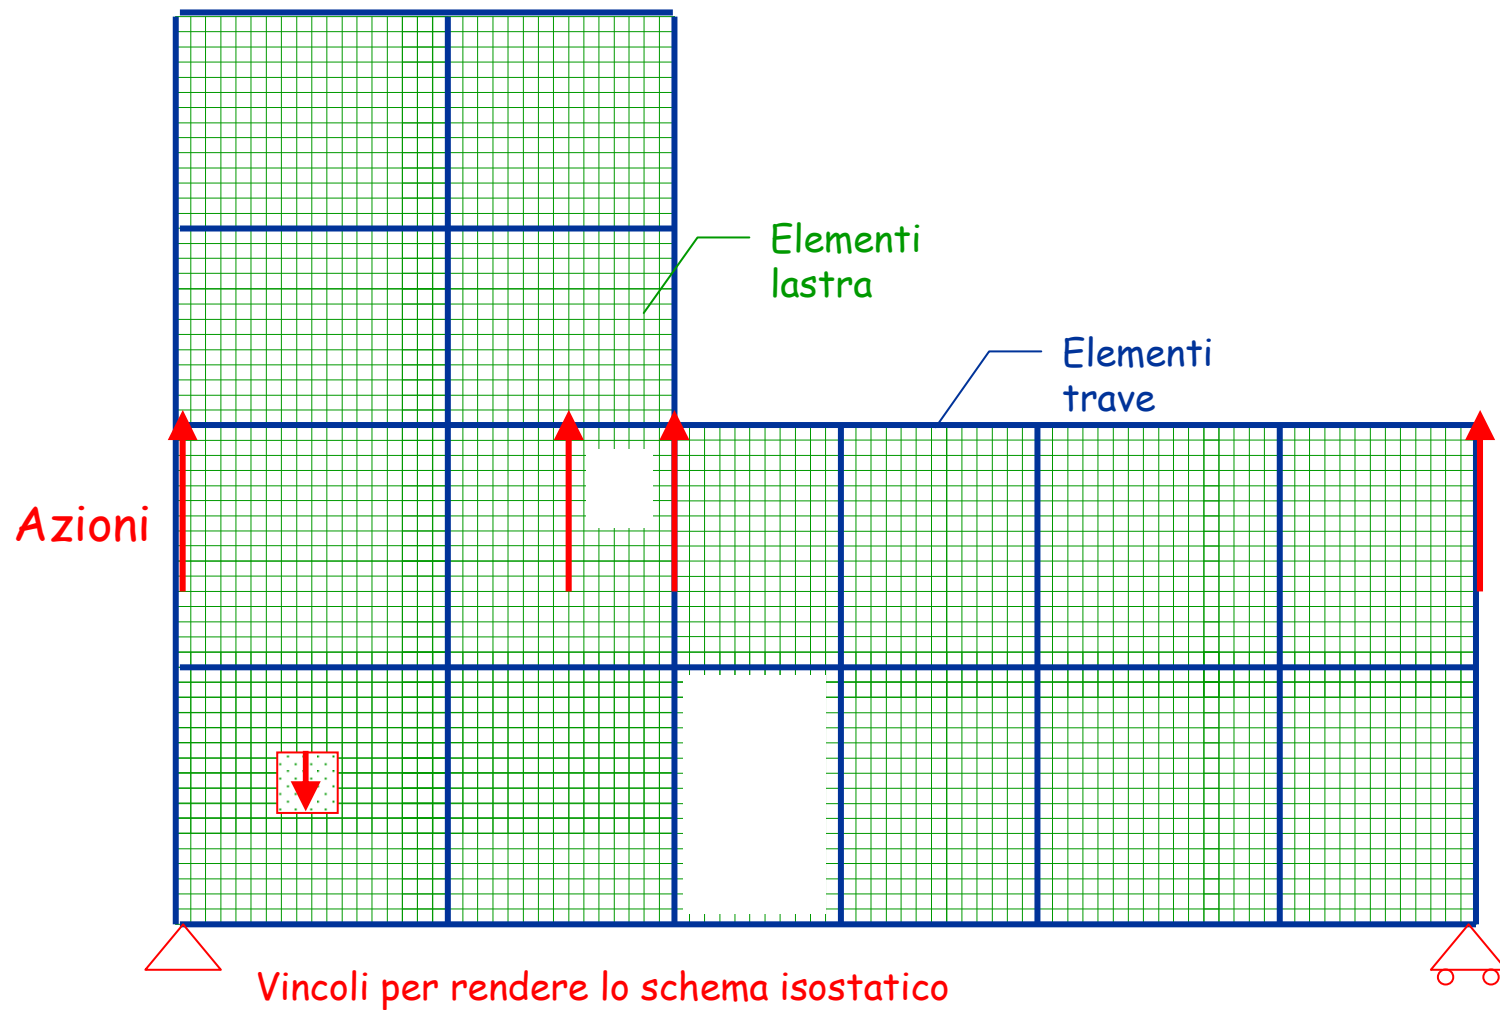 Elementi
lastra
Elementi
trave
Azioni
Vincoli per rendere lo schema isostatico